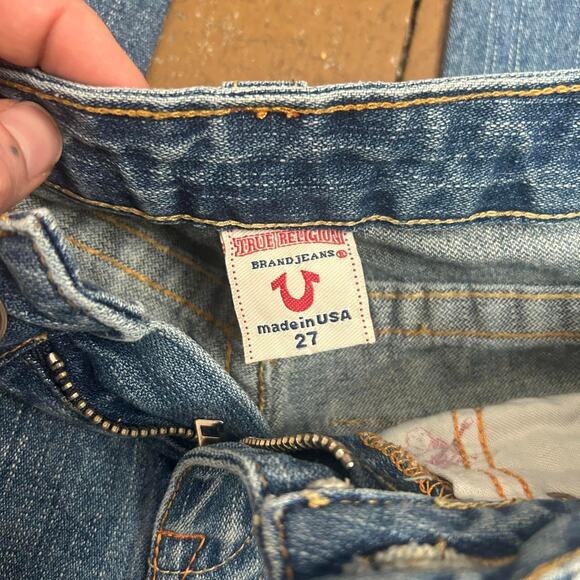 TRUE RELIGION
BRAND JEANS®
made in USA
27